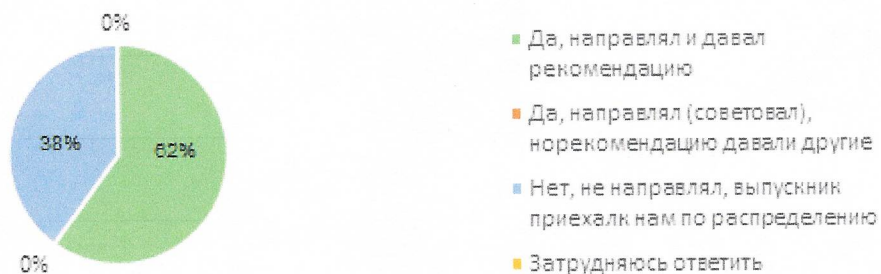 0%
38%
62%
0%
Да, направлял и давал
рекомендацию
Да, направлял (советовал),
норекомендацию давали другие
Нет, не направлял, выпускник
приехалк нам по распределению
Затрудняюсь ответить